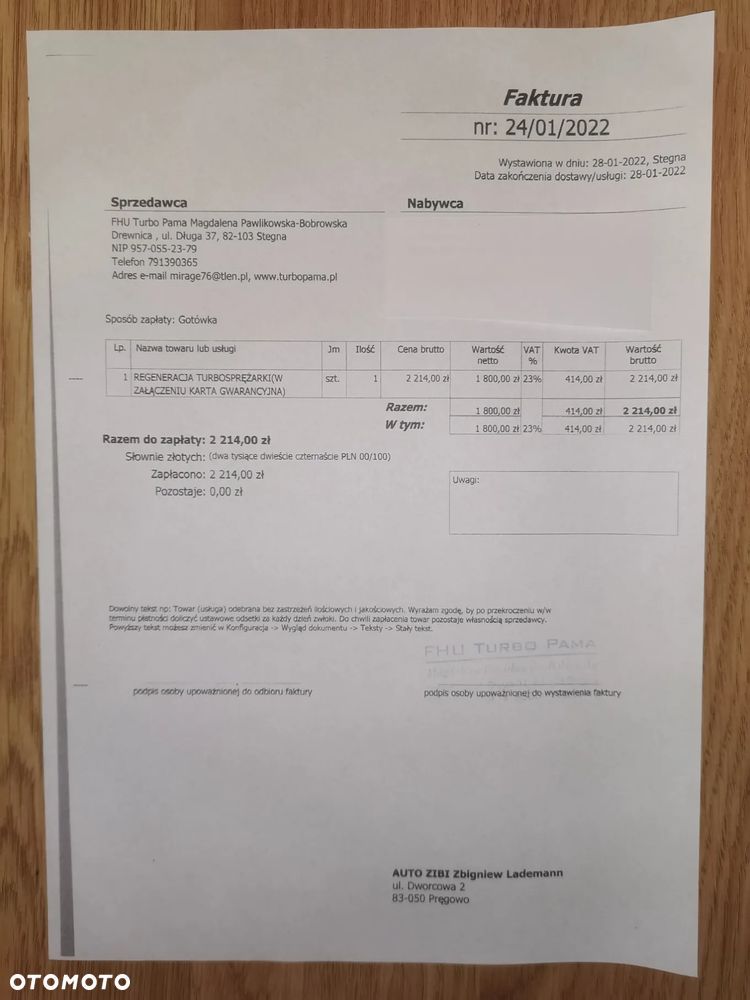 Faktura
nr: 24/01/2022
Wystawiona w dniu: 28-01-2022, Stegna
Data zakończenia dostawy/usługi: 28-01-2022
Sprzedawca
Nabywca
FHU Turbo Pama Magdalena Pawlikowska-Bobrowska
Drewnica , ul. Długa 37, 82-103 Stegna
NIP 957-055-23-79
Telefon 791390365
Adres e-mail mirage76@tlen.pl, www.turbopama.pl
Sposób zapłaty: Gotówka
Lp. Nazwa towaru lub usługi Jm Ilość Cena brutto Wartość netto VAT % Kwota VAT Wartość brutto
1 REGENERACJA TURBOSPRĘŻARKI(W szt. 1 2 214,00 zł 1 800,00 zł 23% 414,00 zł 2 214,00 zł
ZAŁĄCZENIU KARTA GWARANCYJNA)
Razem: 1 800,00 zł 414,00 zł 2 214,00 zł
W tym: 1 800,00 zł 23% 414,00 zł 2 214,00 zł
Razem do zapłaty: 2 214,00 zł
Słownie złotych: (dwa tysiące dwieście czternaście PLN 00/100)
Zapłacono: 2 214,00 zł
Pozostaje: 0,00 zł
Uwagi:
Dowolny tekst np: Towar (usługa) odebrana bez zastrzeżeń ilościowych i jakościowych. Wyrażam zgodę, by po przekroczeniu w/w
terminu płatności doliczyć ustawowe odsetki za każdy dzień zwłoki. Do chwili zapłacenia towar pozostaje własnością sprzedawcy.
Powyższy tekst możesz zmienić w Konfiguracja -> Wygląd dokumentu -> Teksty -> Stały tekst.
FHU TURBO PAMA
podpis osoby upoważnionej do odbioru faktury
podpis osoby upoważnionej do wystawienia faktury
AUTO ZIBI Zbigniew Lademann
ul. Dworcowa 2
83-050 Pręgowo
OTOMOTO